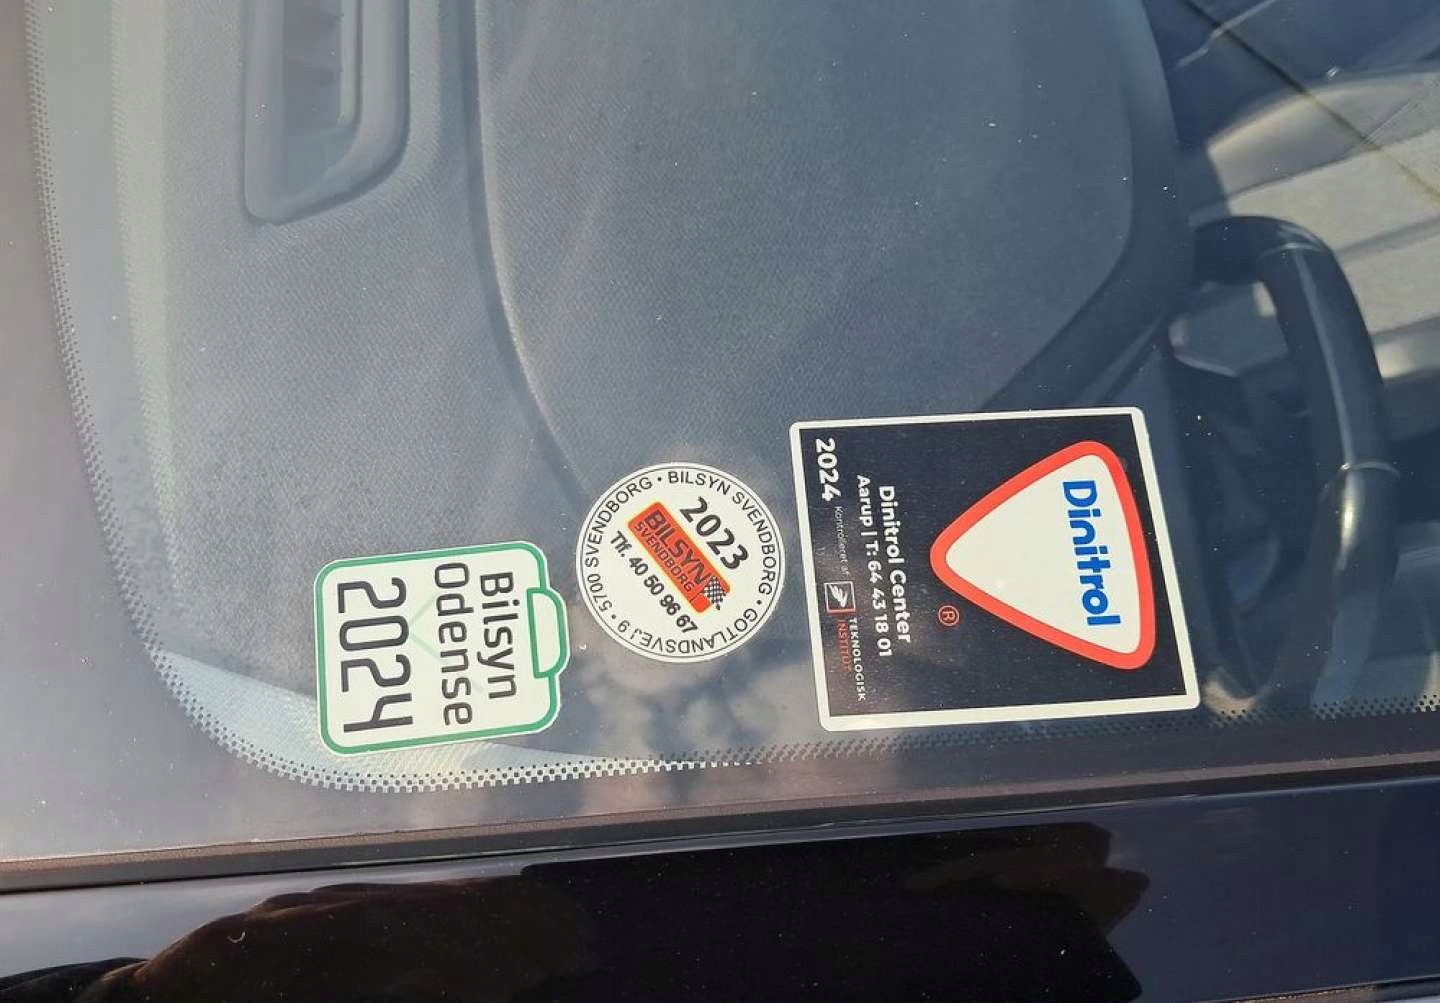 Dinitrol
®
Dinitrol Center
Aarup | T: 64 43 18 01
2024
Kontrolleret af
TEKNOLOGISK
INSTITUT
BILSYN SVENDBORG • GOTLANDSVEJ 9 • 5700 SVENDBORG •
2023
BILSYN
SVENDBORG
Tlf. 40 50 96 67
Bilsyn
Odense
2024